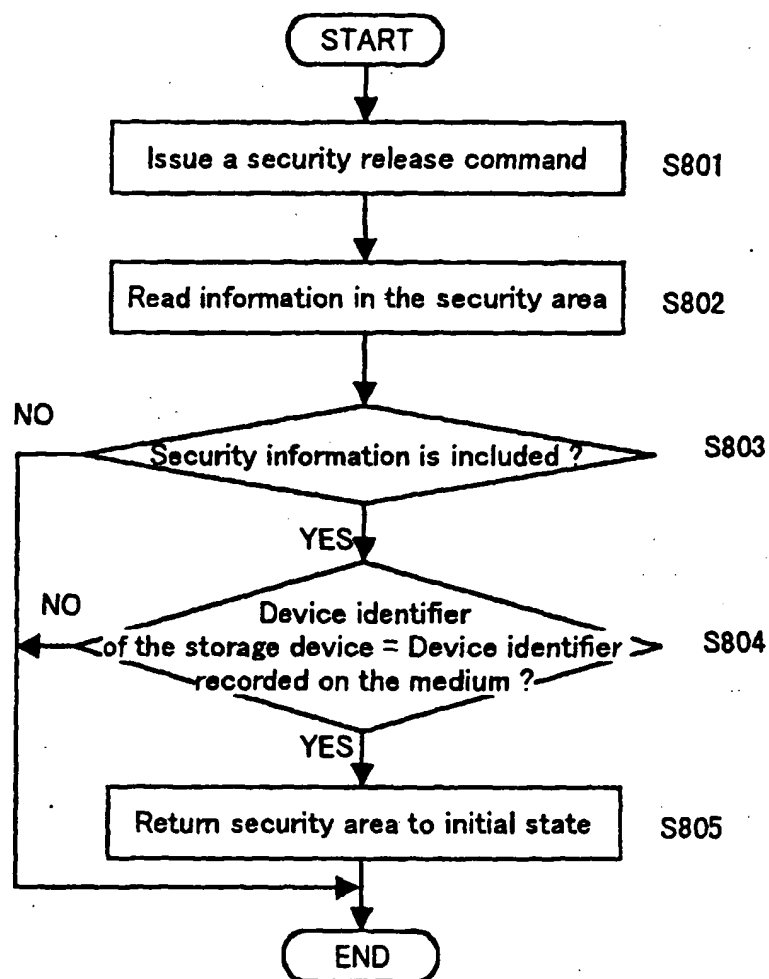 START
Issue a security release command
S801
Read information in the security area
S802
NO
Security information is included ?
S803
YES
NO
Device identifier
of the storage device = Device identifier
recorded on the medium ?
S804
YES
Return security area to initial state
S805
END